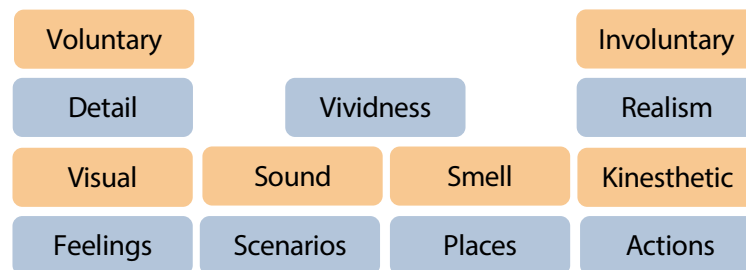 Voluntary Involuntary
Detail Vividness Realism
Visual Sound Smell Kinesthetic
Feelings Scenarios Places Actions